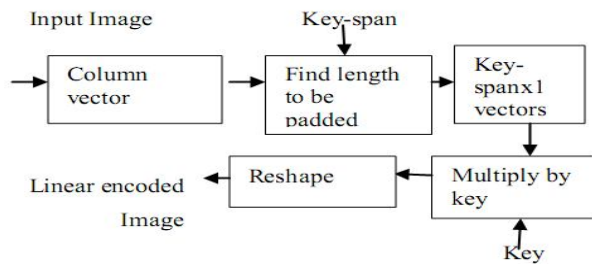 Input Image
Key-span
Column
vector
Find length
to be
padded
Key-
spanx1
vectors
Multiply by
key
Key
Reshape
Linear encoded
Image